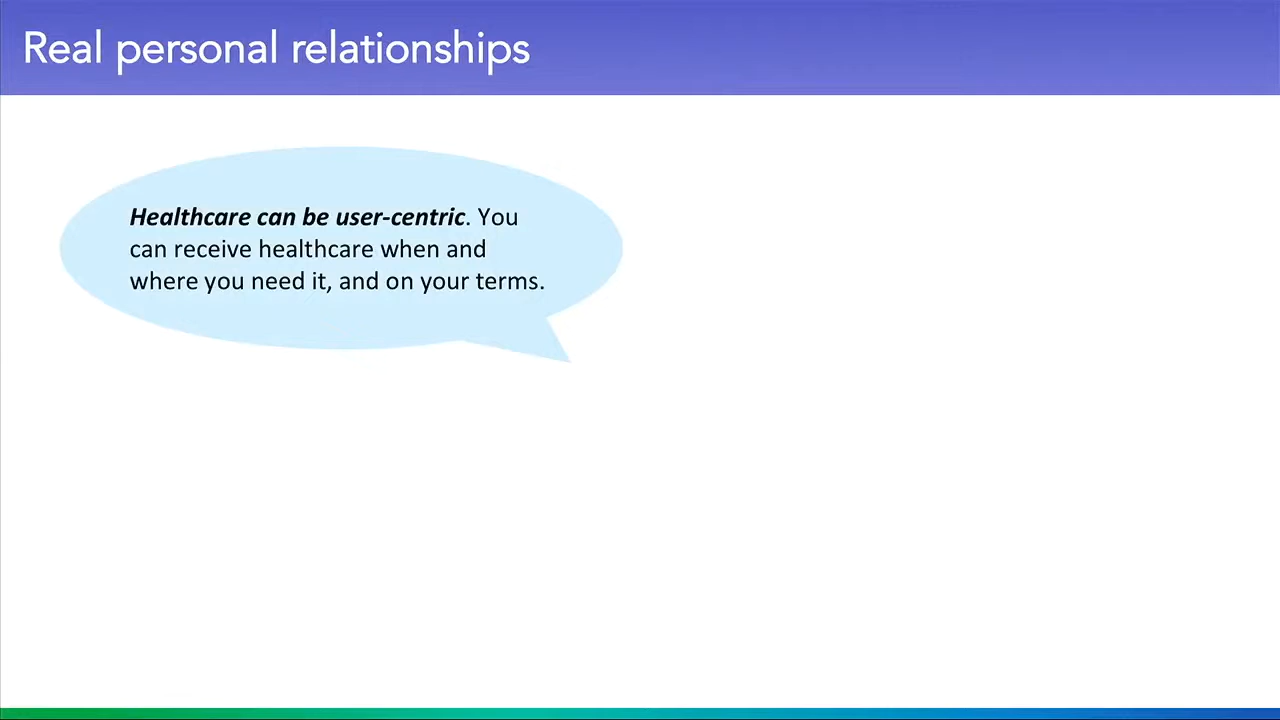 Real personal relationships
Healthcare can be user-centric. You
can receive healthcare when and
where you need it, and on your terms.